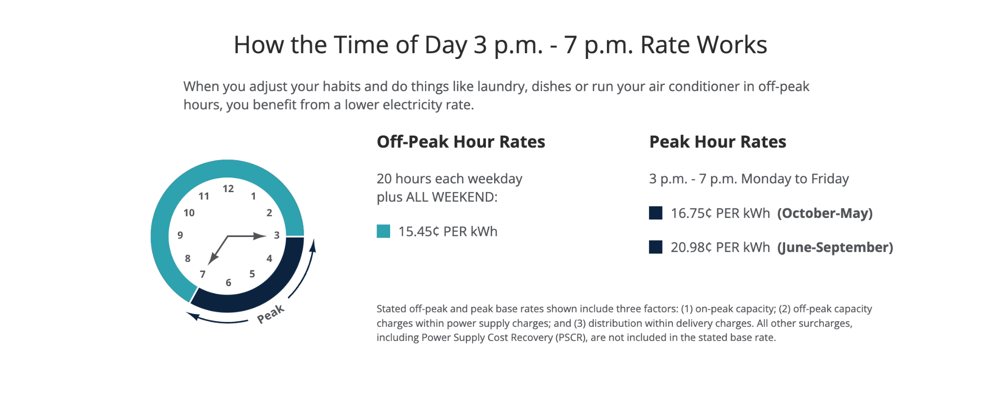 How the Time of Day 3 p.m. - 7 p.m. Rate Works
When you adjust your habits and do things like laundry, dishes or run your air conditioner in off-peak
hours, you benefit from a lower electricity rate.
12
1
2
3
4
5
6
7
8
9
10
11
Peak
Off-Peak Hour Rates
20 hours each weekday
plus ALL WEEKEND:
15.45¢ PER kWh
Peak Hour Rates
3 p.m. - 7 p.m. Monday to Friday
16.75¢ PER kWh (October-May)
20.98¢ PER kWh (June-September)
Stated off-peak and peak base rates shown include three factors: (1) on-peak capacity; (2) off-peak capacity
charges within power supply charges; and (3) distribution within delivery charges. All other surcharges,
including Power Supply Cost Recovery (PSCR), are not included in the stated base rate.